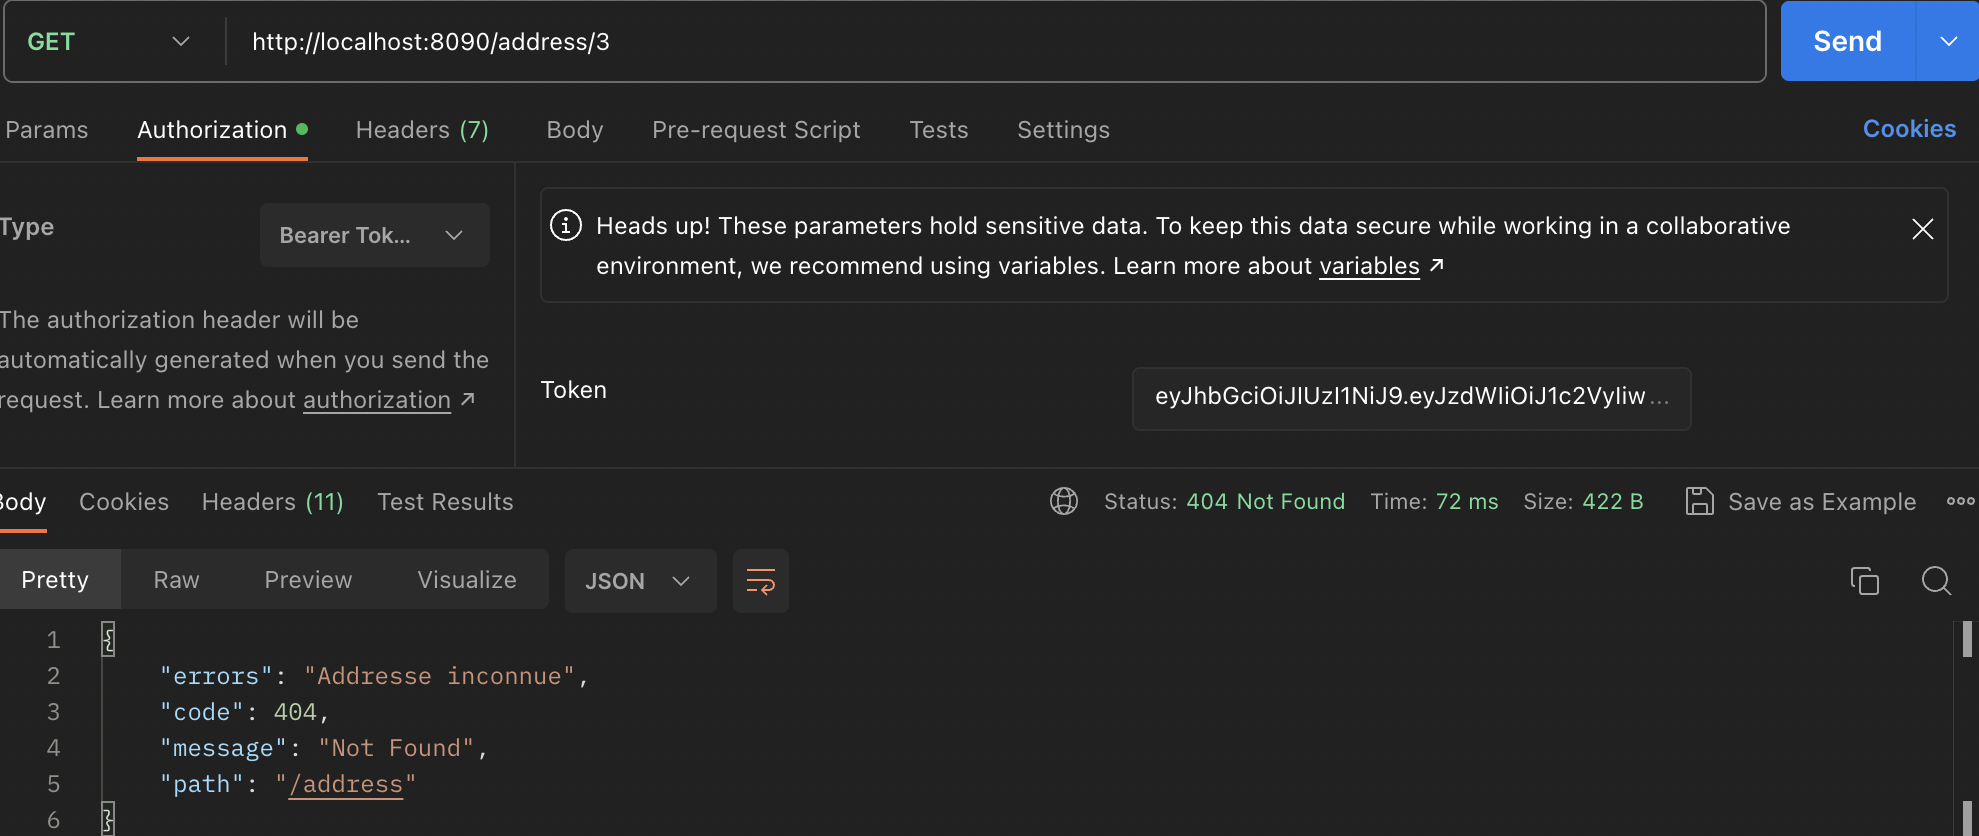 GET
http://localhost:8090/address/3
Send
Params
Authorization
Headers (7)
Body
Pre-request Script
Tests
Settings
Cookies
Type
Bearer Tok...
The authorization header will be
automatically generated when you send the
request. Learn more about authorization ↗
Heads up! These parameters hold sensitive data. To keep this data secure while working in a collaborative
environment, we recommend using variables. Learn more about variables ↗
Token
eyJhbGciOiJIUzI1NiJ9.eyJzdWIiOiJ1c2VyIiw...
Body
Cookies
Headers (11)
Test Results
Status: 404 Not Found
Time: 72 ms
Size: 422 B
Save as Example
Pretty
Raw
Preview
Visualize
JSON
1 {
2 "errors": "Addresse inconnue",
3 "code": 404,
4 "message": "Not Found",
5 "path": "/address"
6 }